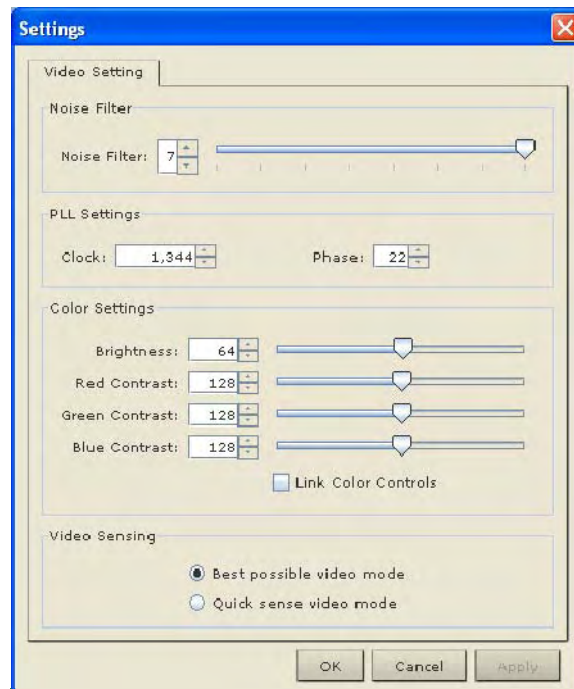 Settings
Video Setting
Noise Filter
Noise Filter: 7
PLL Settings
Clock: 1,344 Phase: 22
Color Settings
Brightness: 64
Red Contrast: 128
Green Contrast: 128
Blue Contrast: 128
Link Color Controls
Video Sensing
Best possible video mode
Quick sense video mode
OK Cancel Apply